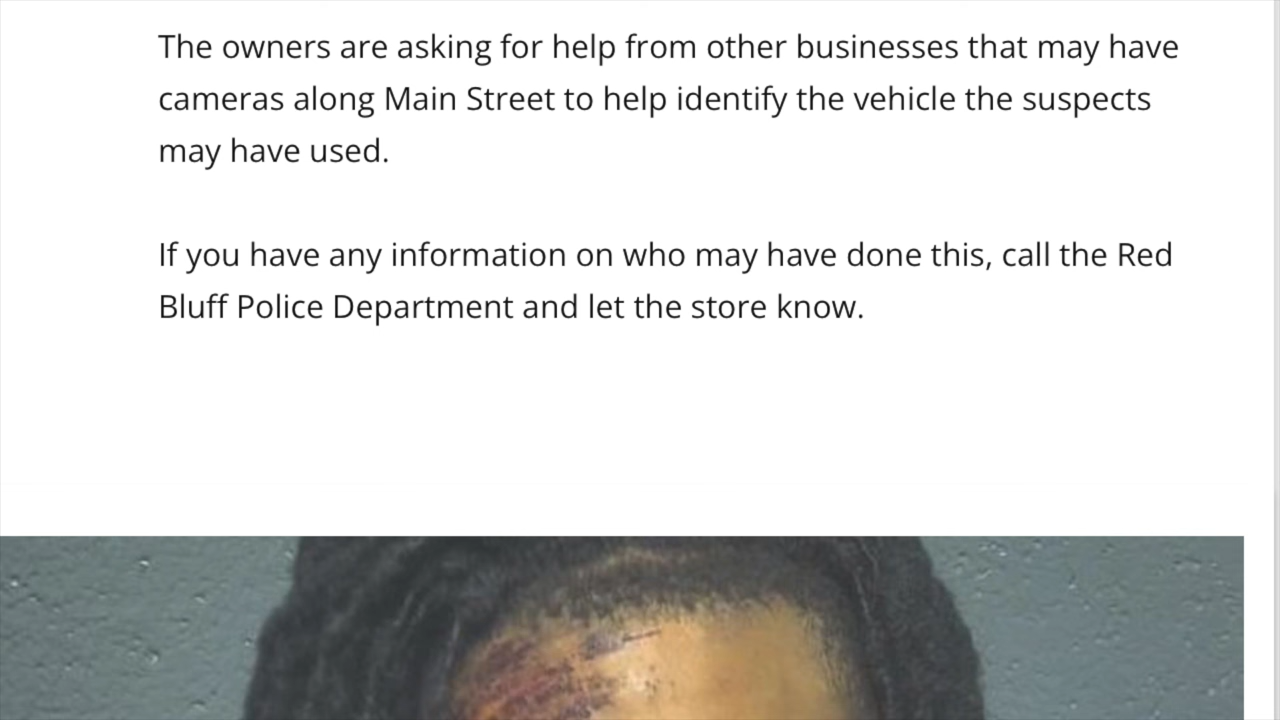 The owners are asking for help from other businesses that may have
cameras along Main Street to help identify the vehicle the suspects
may have used.
If you have any information on who may have done this, call the Red
Bluff Police Department and let the store know.